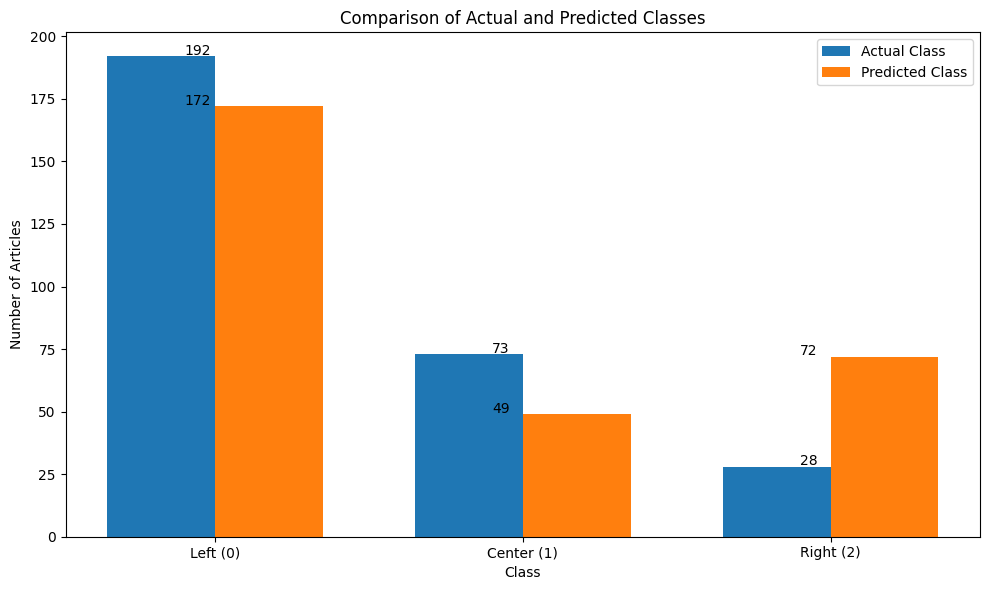 Comparison of Actual and Predicted Classes
Actual Class
Predicted Class
Number of Articles
200
175
150
125
100
75
50
25
0
192
172
73
49
72
28
Left (0)
Center (1)
Right (2)
Class